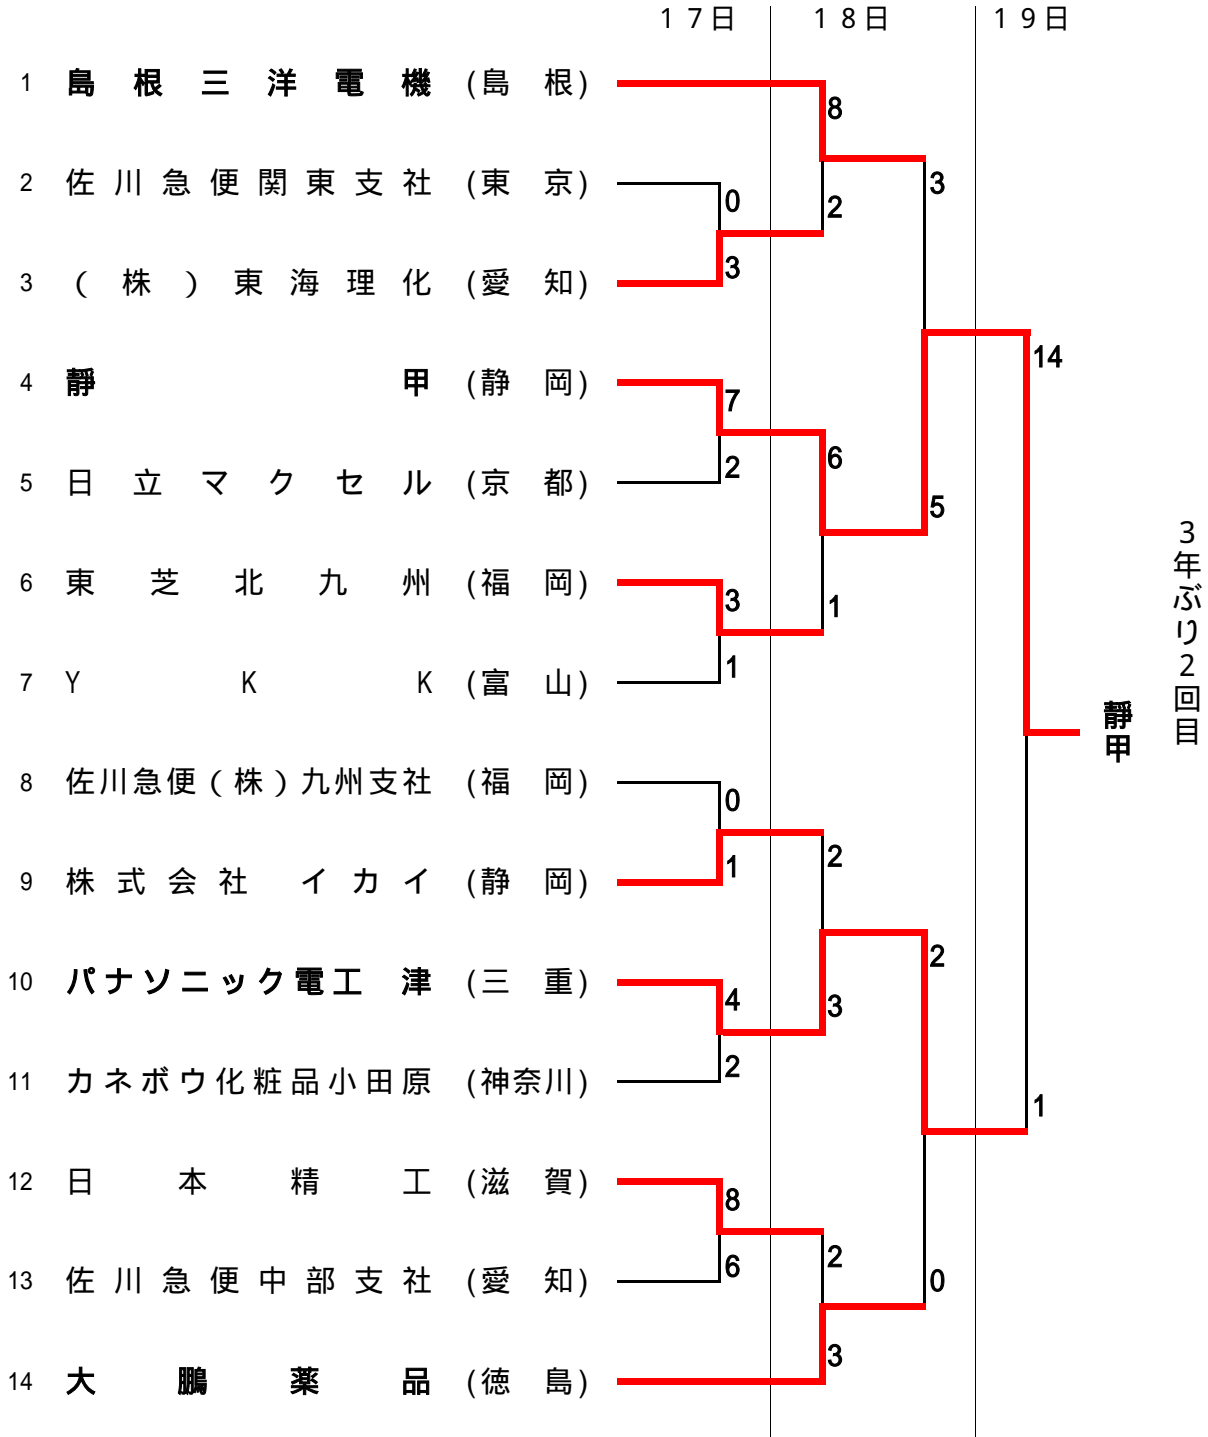 17日 18日 19日
1 島根三洋電機 (島根)
8
2 佐川急便関東支社 (東京)
3
0
2
3 (株)東海理化 (愛知)
3
14
4 靜甲 (静岡)
7
6
5 日立マクセル (京都)
2
5
6 東芝北九州 (福岡)
3
1
7 YKK (富山)
1
3年ぶり2回目
靜甲
8 佐川急便(株)九州支社 (福岡)
0
2
9 株式会社 イカイ (静岡)
1
2
10 パナソニック電工 津 (三重)
4
3
11 カネボウ化粧品小田原 (神奈川)
2
1
12 日本精工 (滋賀)
8
2
13 佐川急便中部支社 (愛知)
6
0
3
14 大鵬薬品 (徳島)